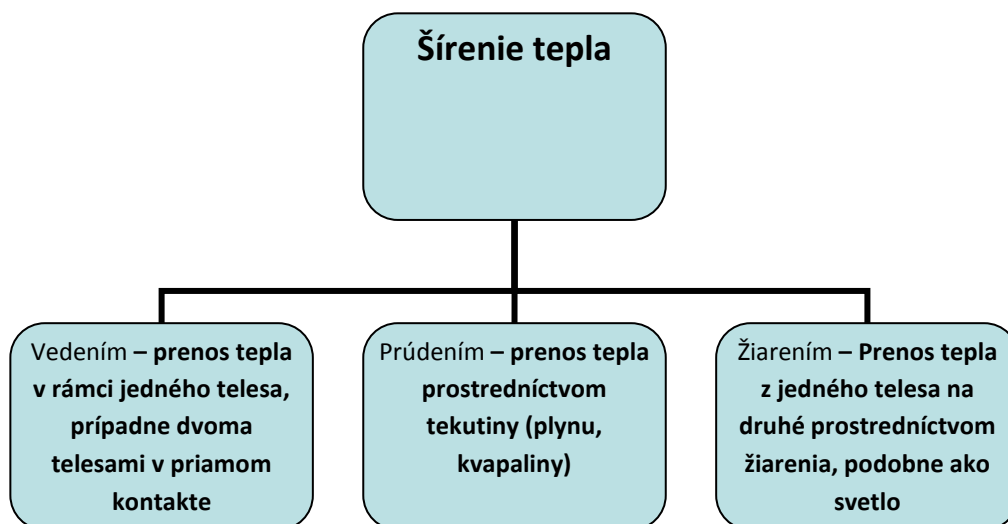 Šírenie tepla
Vedením – prenos tepla
v rámci jedného telesa,
prípadne dvoma
telesami v priamom
kontakte
Prúdením – prenos tepla
prostredníctvom
tekutiny (plynu,
kvapaliny)
Žiarením – Prenos tepla
z jedného telesa na
druhé prostredníctvom
žiarenia, podobne ako
svetlo